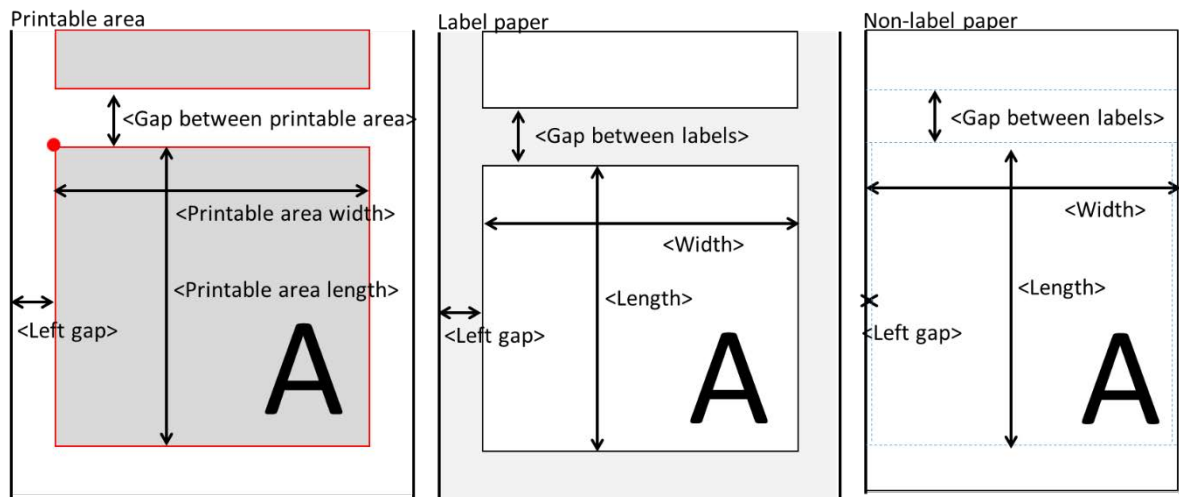 Printable area
<Gap between printable area>
<Printable area width>
<Printable area length>
<Left gap>
A
Label paper
<Gap between labels>
<Width>
<Length>
<Left gap>
A
Non-label paper
<Gap between labels>
<Width>
<Length>
<Left gap>
A